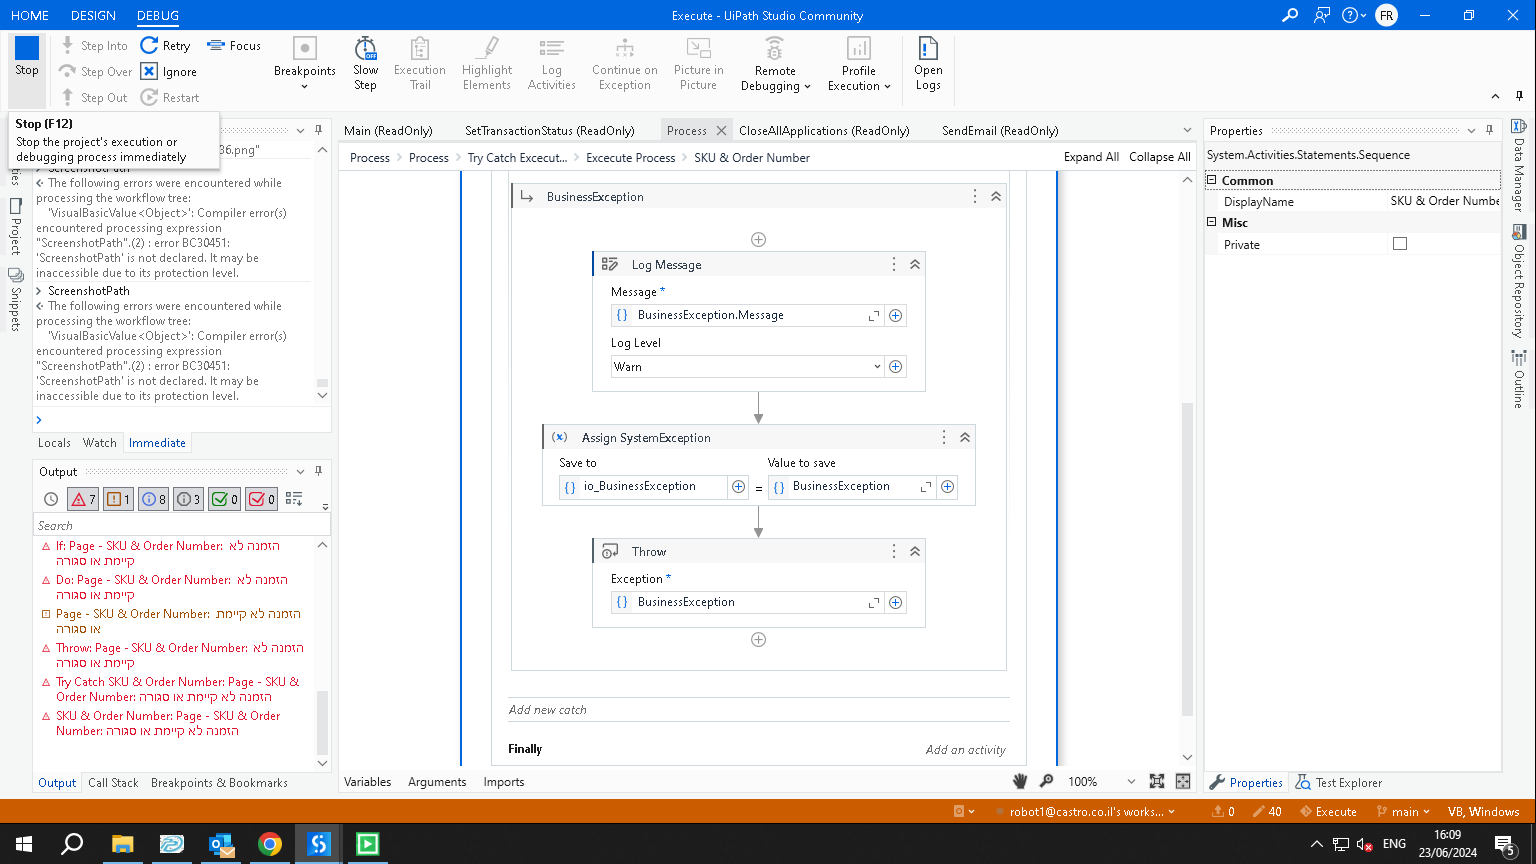 HOME DESIGN DEBUG
Execute - UiPath Studio Community
FR
Stop
Step Into
Step Over
Step Out
Retry
Ignore
Restart
Focus
Breakpoints
Slow Step
Execution Trail
Highlight Elements
Log Activities
Continue on Exception
Picture in Picture
Remote Debugging
Profile Execution
Open Logs
Stop (F12)
Stop the project's execution or
debugging process immediately
36.png"
Project
Snippets
The following errors were encountered while
processing the workflow tree:
'VisualBasicValue<Object>': Compiler error(s)
encountered processing expression
"ScreenshotPath".(2) : error BC30451:
'ScreenshotPath' is not declared. It may be
inaccessible due to its protection level.
> ScreenshotPath
The following errors were encountered while
processing the workflow tree:
'VisualBasicValue<Object>': Compiler error(s)
encountered processing expression
"ScreenshotPath".(2) : error BC30451:
'ScreenshotPath' is not declared. It may be
inaccessible due to its protection level.
>
Locals Watch Immediate
Output
7 1 8 3 0 0
Search
If: Page - SKU & Order Number: הזמנה לא
קיימת או סגורה
Do: Page - SKU & Order Number: הזמנה לא
קיימת או סגורה
Page - SKU & Order Number: הזמנה לא קיימת
או סגורה
Throw: Page - SKU & Order Number: הזמנה לא
קיימת או סגורה
Try Catch SKU & Order Number: Page - SKU &
Order Number: הזמנה לא קיימת או סגורה
SKU & Order Number: Page - SKU & Order
Number: הזמנה לא קיימת או סגורה
Output Call Stack Breakpoints & Bookmarks
Main (ReadOnly) SetTransactionStatus (ReadOnly) Process CloseAllApplications (ReadOnly) SendEmail (ReadOnly)
Process > Process > Try Catch Excecut... > Excecute Process > SKU & Order Number
Expand All Collapse All
BusinessException
Log Message
Message *
BusinessException.Message
Log Level
Warn
Assign SystemException
Save to Value to save
io_BusinessException = BusinessException
Throw
Exception *
BusinessException
Add new catch
Finally Add an activity
Variables Arguments Imports
100%
Properties
System.Activities.Statements.Sequence
Common
DisplayName SKU & Order Numbe
Misc
Private
Properties Test Explorer
Data Manager
Object Repository
Outline
robot1@castro.co.il's works... 0 40 Execute main VB, Windows
ENG
16:09
23/06/2024
5